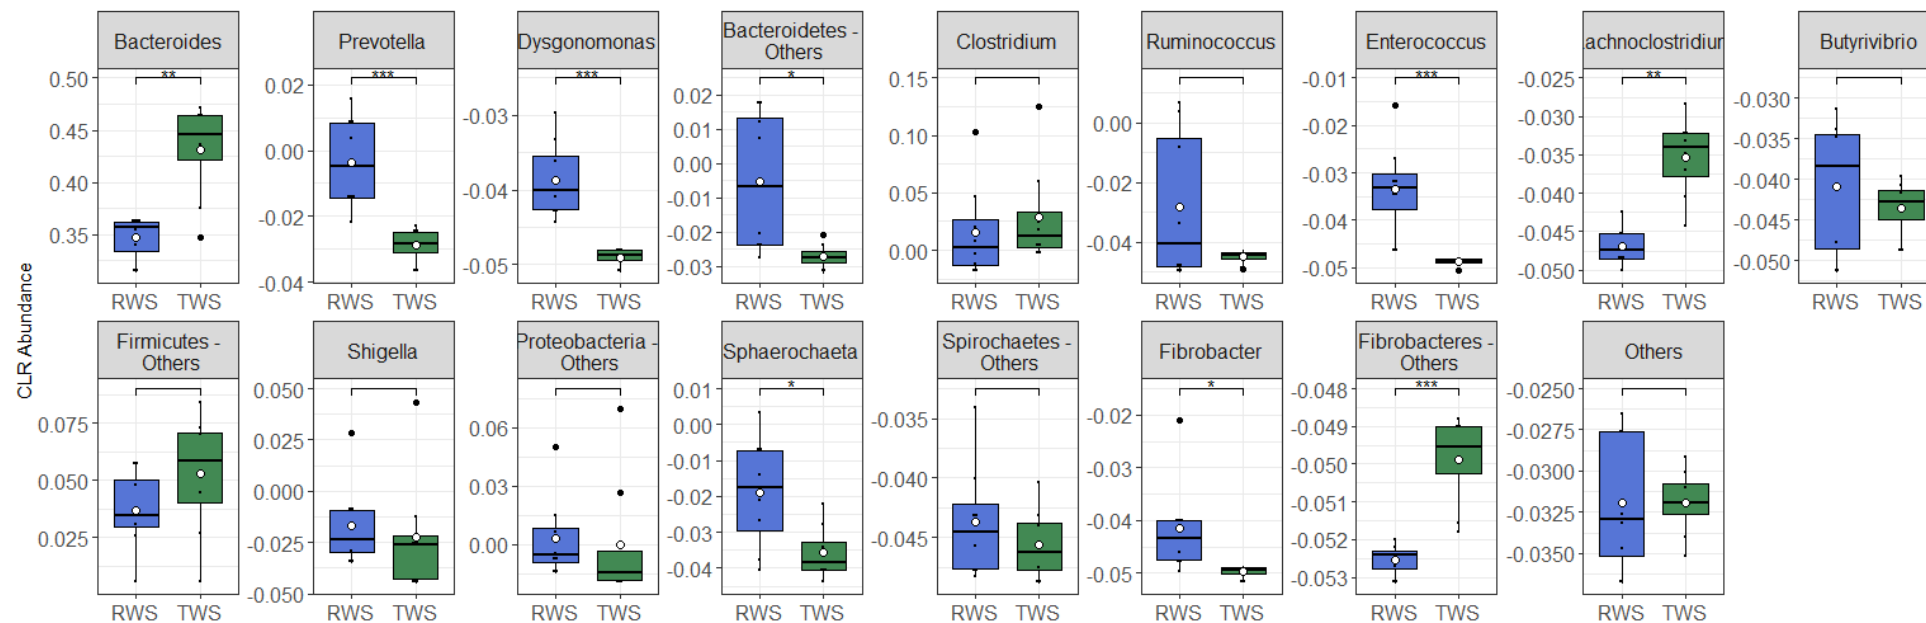 Bacteroides
Prevotella
Dysgonomonas
Bacteroidetes -
Others
Clostridium
Ruminococcus
Enterococcus
achnoclostridiur
Butyrivibrio
0.50
0.45
0.40
0.35
**
RWS TWS
0.02
0.00
-0.02
-0.04
***
RWS TWS
-0.03
-0.04
-0.05
***
RWS TWS
0.02
0.01
0.00
-0.01
-0.02
-0.03
*
RWS TWS
0.15
0.10
0.05
0.00
RWS TWS
0.00
-0.02
-0.04
RWS TWS
-0.01
-0.02
-0.03
-0.04
-0.05
***
RWS TWS
-0.025
-0.030
-0.035
-0.040
-0.045
-0.050
**
RWS TWS
-0.030
-0.035
-0.040
-0.045
-0.050
RWS TWS
CLR Abundance
Firmicutes -
Others
Shigella
Proteobacteria -
Others
Sphaerochaeta
Spirochaetes -
Others
Fibrobacter
Fibrobacteres -
Others
Others
0.075
0.050
0.025
RWS TWS
0.050
0.025
0.000
-0.025
-0.050
RWS TWS
0.06
0.03
0.00
RWS TWS
0.01
0.00
-0.01
-0.02
-0.03
-0.04
*
RWS TWS
-0.035
-0.040
-0.045
RWS TWS
-0.02
-0.03
-0.04
-0.05
*
RWS TWS
-0.048
-0.049
-0.050
-0.051
-0.052
-0.053
***
RWS TWS
-0.0250
-0.0275
-0.0300
-0.0325
-0.0350
RWS TWS